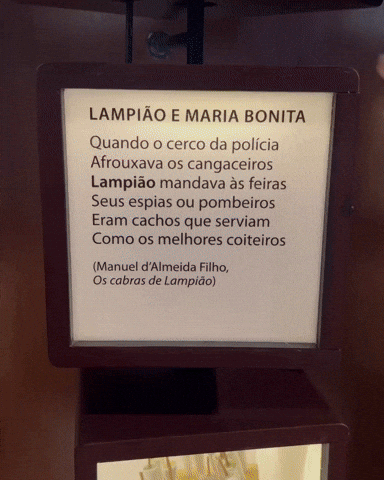 LAMPIÃO E MARIA BONITA
Quando o cerco da polícia
Afrouxava os cangaceiros
Lampião mandava às feiras
Seus espias ou pombeiros
Eram cachos que serviam
Como os melhores coiteiros
(Manuel d'Almeida Filho,
Os cabras de Lampião)